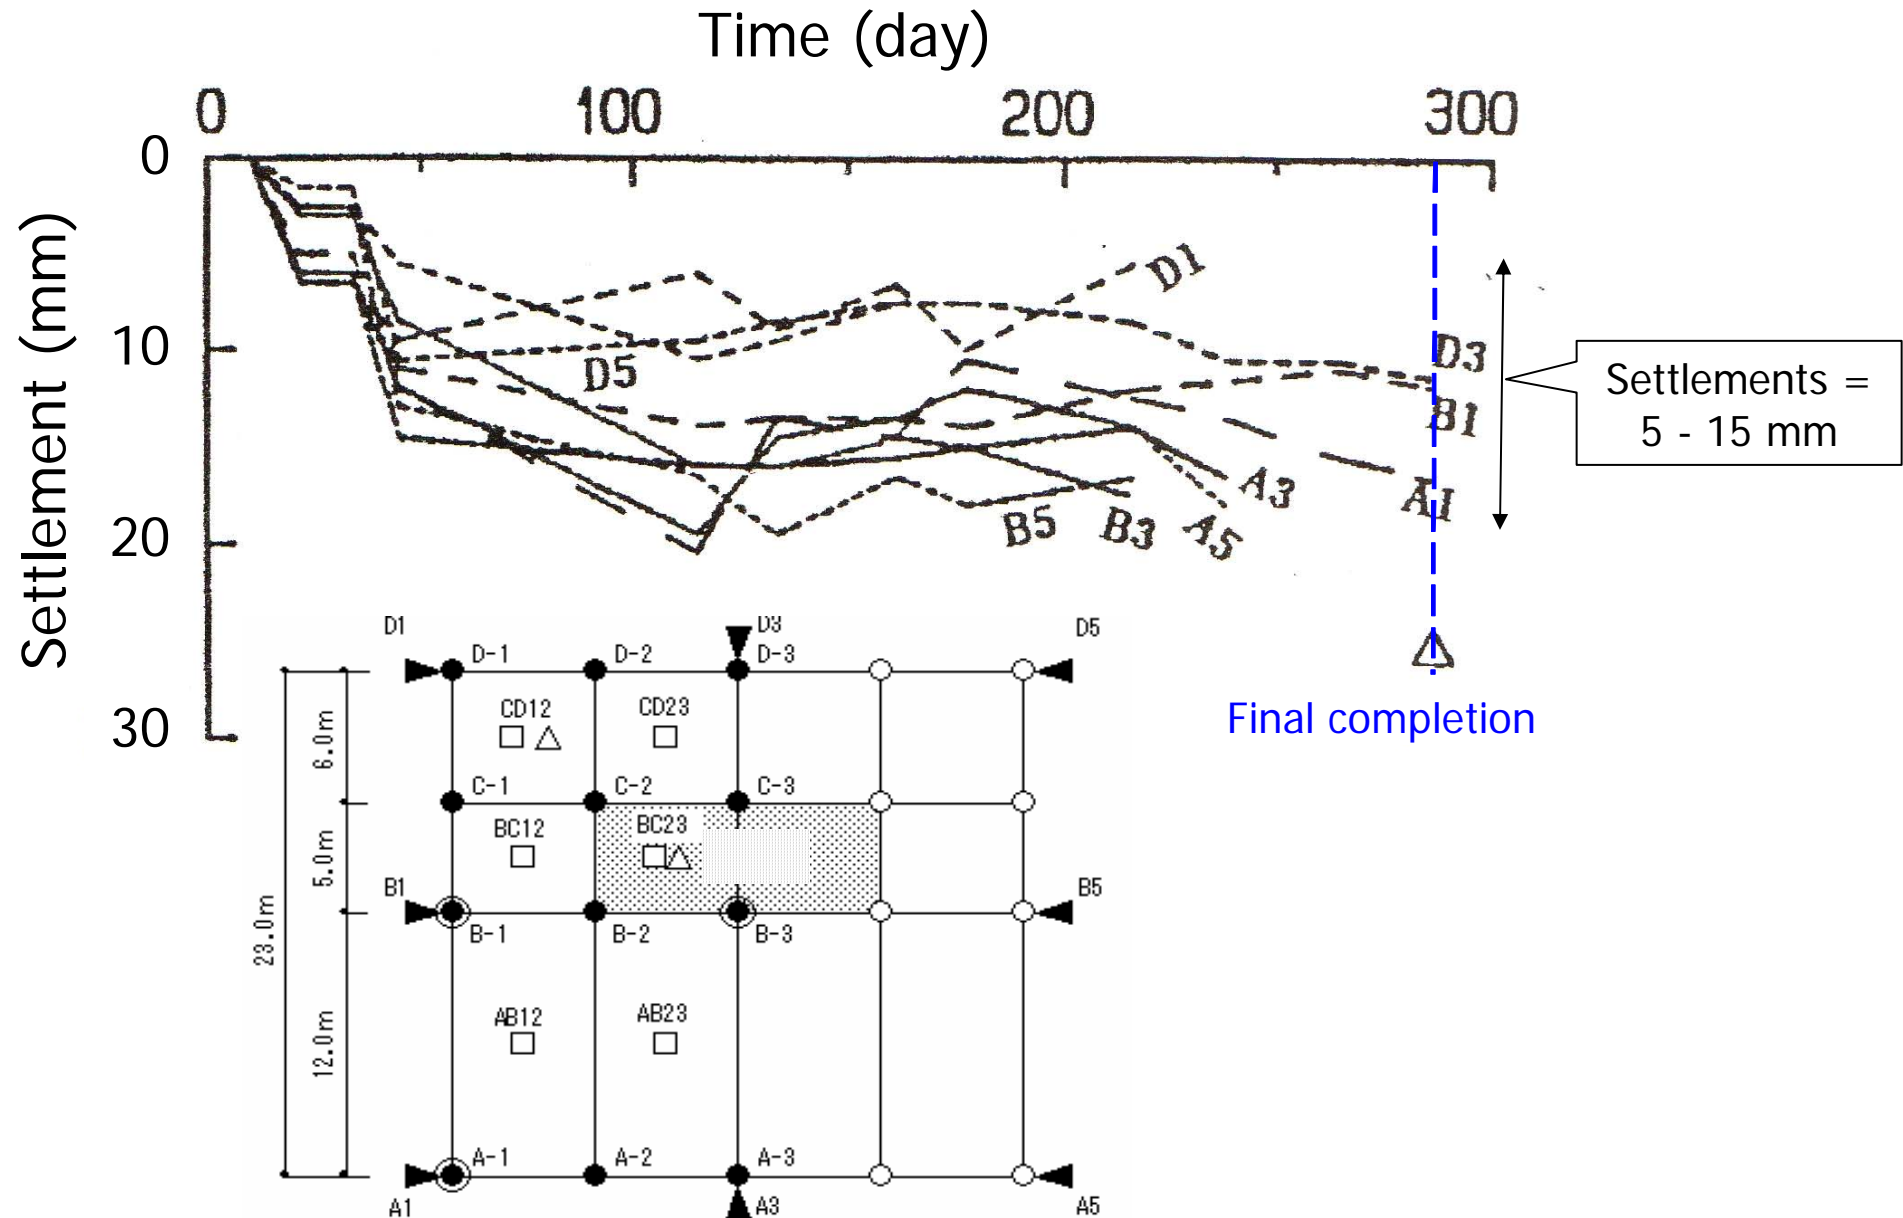 Time (day)
0 100 200 300
Settlement (mm)
0
10
20
30
D1
D5
D3
B1
A3
A1
B5
B3
A5
Settlements =
5 - 15 mm
Final completion
D1
D3
D5
D-1 D-2 D-3
CD12 CD23
6.0m
C-1 C-2 C-3
BC12 BC23
5.0m
B1 B5
B-1 B-2 B-3
23.0m
12.0m
AB12 AB23
A-1 A-2 A-3
A1 A3 A5